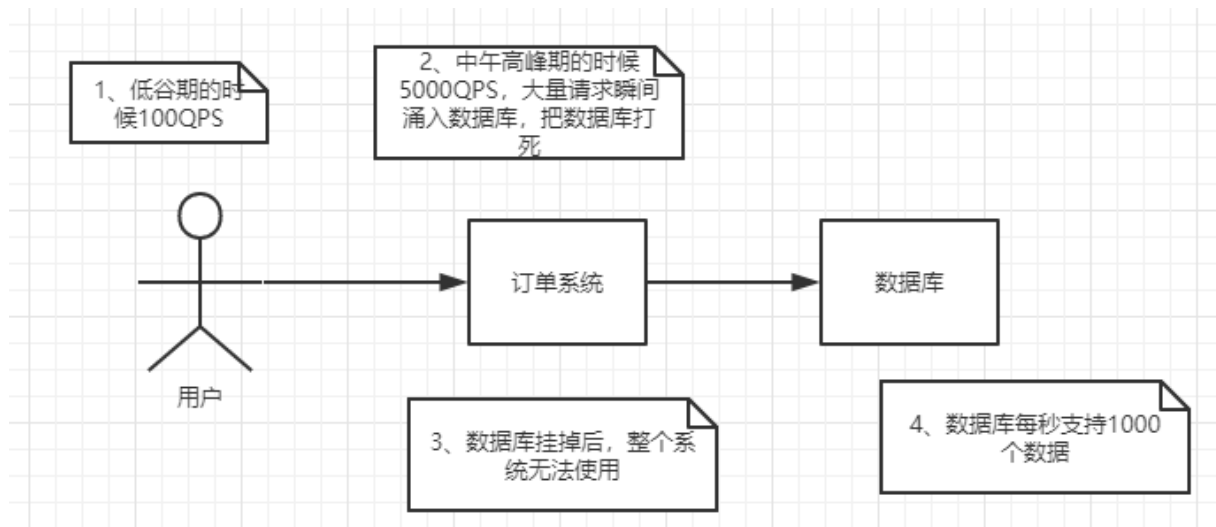 1、低谷期的时
候100QPS
2、中午高峰期的时候
5000QPS，大量请求瞬间
涌入数据库，把数据库打
死
订单系统
数据库
用户
3、数据库挂掉后，整个系
统无法使用
4、数据库每秒支持1000
个数据